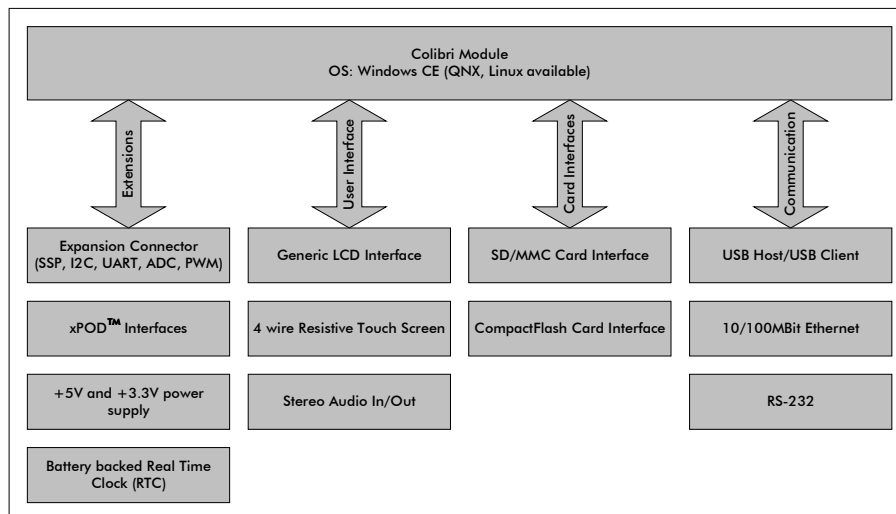 Colibri Module
OS: Windows CE (QNX, Linux available)
Extensions
User Interface
Card Interfaces
Communication
Expansion Connector
(SSP, I2C, UART, ADC, PWM)
Generic LCD Interface
SD/MMC Card Interface
USB Host/USB Client
xPOD™ Interfaces
4 wire Resistive Touch Screen
CompactFlash Card Interface
10/100MBit Ethernet
+5V and +3.3V power
supply
Stereo Audio In/Out
RS-232
Battery backed Real Time
Clock (RTC)